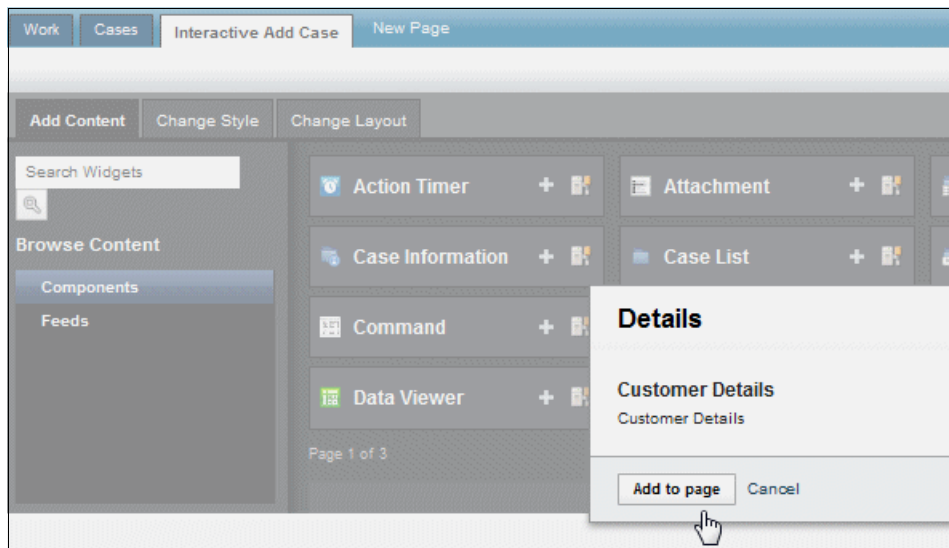 Work Cases Interactive Add Case New Page
Add Content Change Style Change Layout
Search Widgets
Browse Content
Components
Feeds
Action Timer
Attachment
Case Information
Case List
Command
Data Viewer
Page 1 of 3
Details
Customer Details
Customer Details
Add to page Cancel